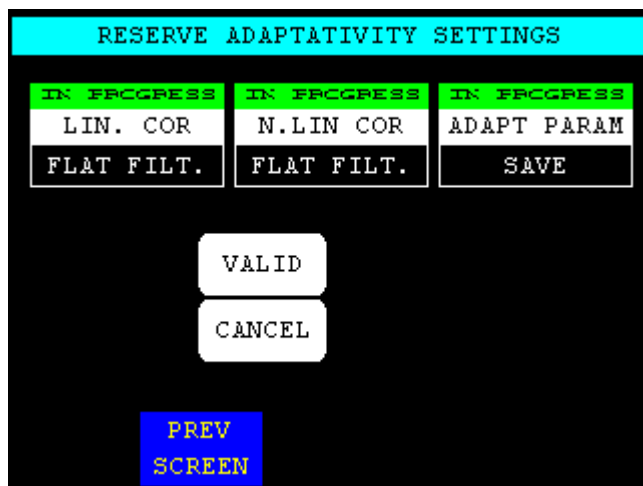 RESERVE ADAPTATIVITY SETTINGS
IN PROGRESS IN PROGRESS IN PROGRESS
LIN. COR N.LIN COR ADAPT PARAM
FLAT FILT. FLAT FILT. SAVE
VALID
CANCEL
PREV
SCREEN